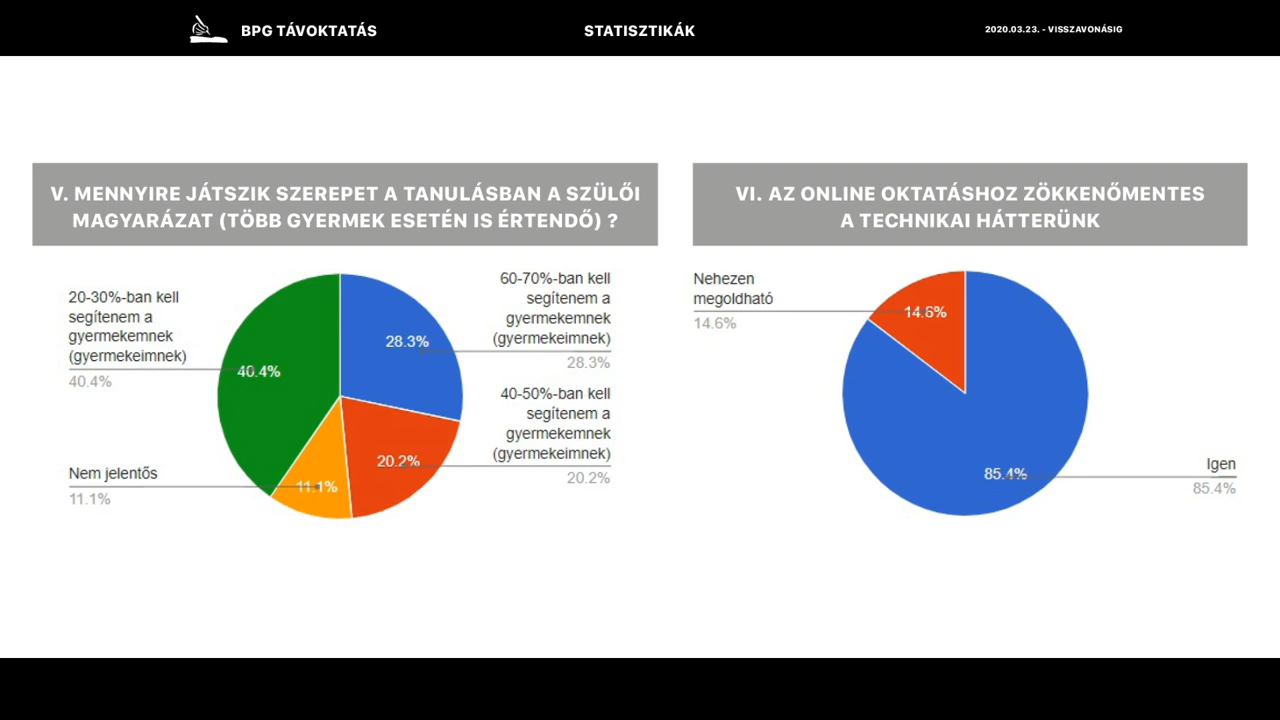 BPG TÁVOKTATÁS
STATISZTIKÁK
2020.03.23. - VISSZAVONÁSIG
V. MENNYIRE JÁTSZIK SZEREPET A TANULÁSBAN A SZÜLŐI
MAGYARÁZAT (TÖBB GYERMEK ESETÉN IS ÉRTENDŐ) ?
20-30%-ban kell
segítenem a
gyermekemnek
(gyermekeimnek)
40.4%
40.4%
Nem jelentős
11.1%
11.1%
60-70%-ban kell
segítenem a
gyermekemnek
(gyermekeimnek)
28.3%
28.3%
40-50%-ban kell
segítenem a
gyermekemnek
(gyermekeimnek)
20.2%
20.2%
VI. AZ ONLINE OKTATÁSHOZ ZÖKKENŐMENTES
A TECHNIKAI HÁTTERÜNK
Nehezen
megoldható
14.6%
14.6%
Igen
85.4%
85.4%